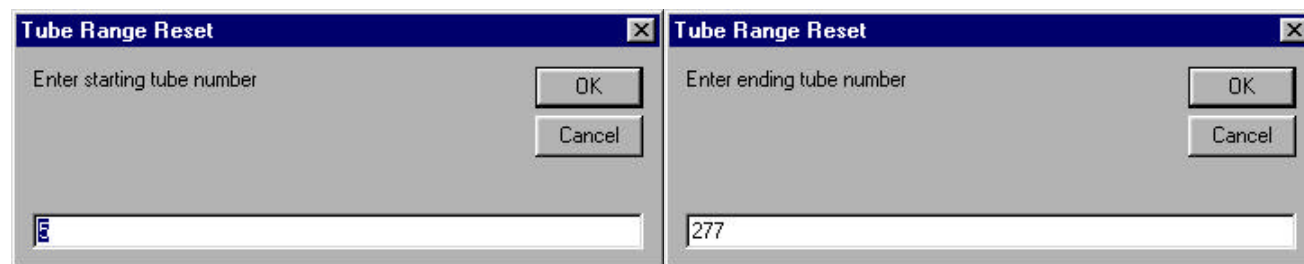 Tube Range Reset
Enter starting tube number
OK
Cancel
5
Tube Range Reset
Enter ending tube number
OK
Cancel
277